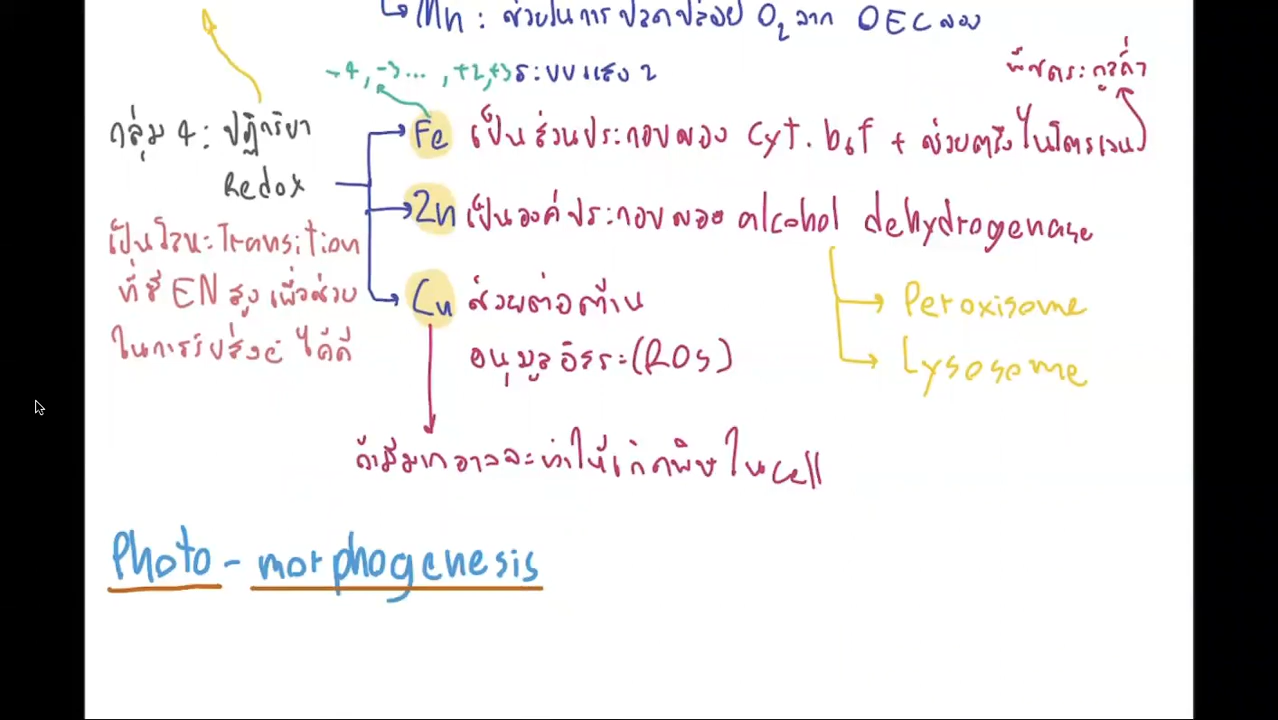 Mn : ช่วยในการปลดปล่อย O₂ จาก OEC ของ
ระบบแสง 2
-4, -3 ... , +2, +3
พืชตระกูลถั่ว
กลุ่ม 4 : ปฏิกิริยา
Redox
Fe เป็นส่วนประกอบของ Cyt. b₆f + ช่วยตรึงไนโตรเจน
Zn เป็นองค์ประกอบของ alcohol dehydrogenase
เป็นโลหะ Transition
ที่มี EN สูง เพื่อช่วย
ในการรับส่ง e⁻ ได้ดี
Cu ช่วยต่อต้าน
อนุมูลอิสระ (ROS)
Peroxisome
Lysosome
ถ้ามีมากอาจจะทำให้เกิดพิษใน cell
Photo - morphogenesis